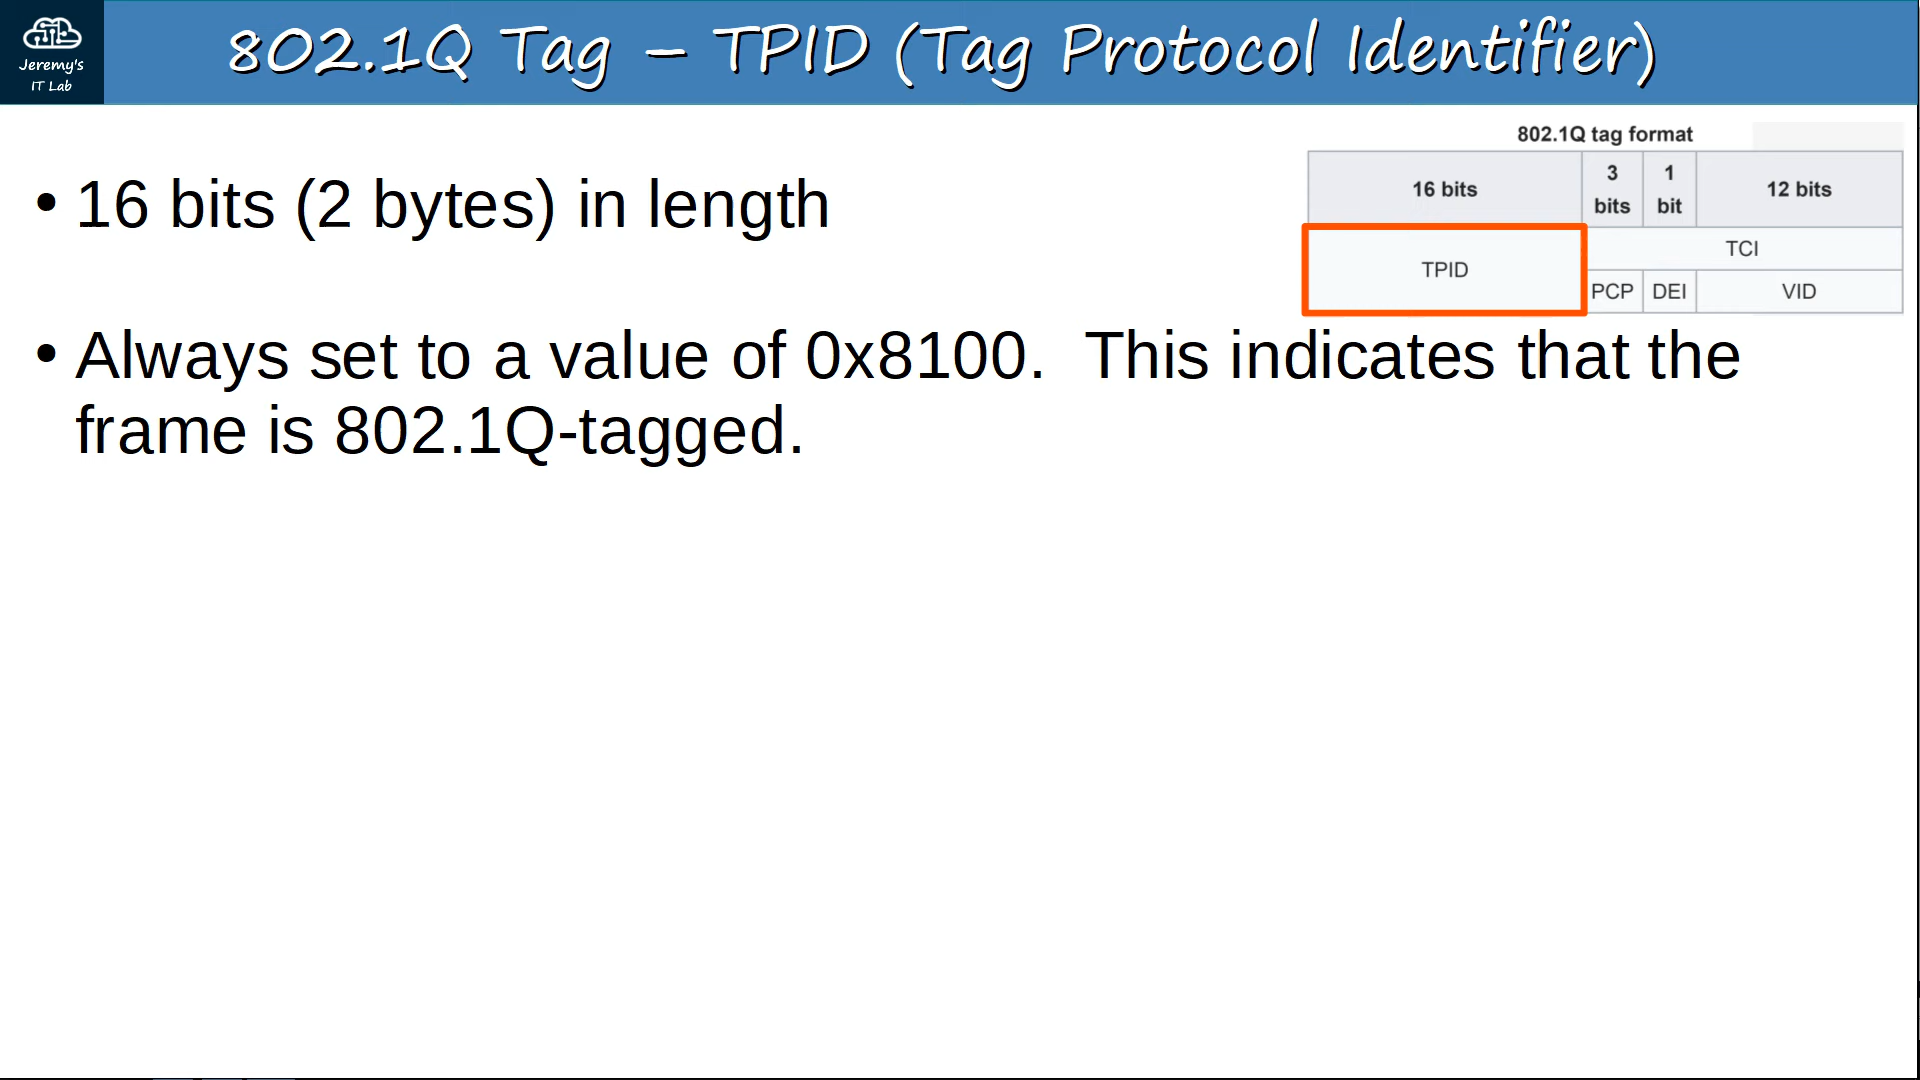 Jeremy's
IT Lab
802.1Q Tag – TPID (Tag Protocol Identifier)
802.1Q tag format
16 bits
3 bits
1 bit
12 bits
TPID
TCI
PCP
DEI
VID
• 16 bits (2 bytes) in length
• Always set to a value of 0x8100.  This indicates that the
frame is 802.1Q-tagged.